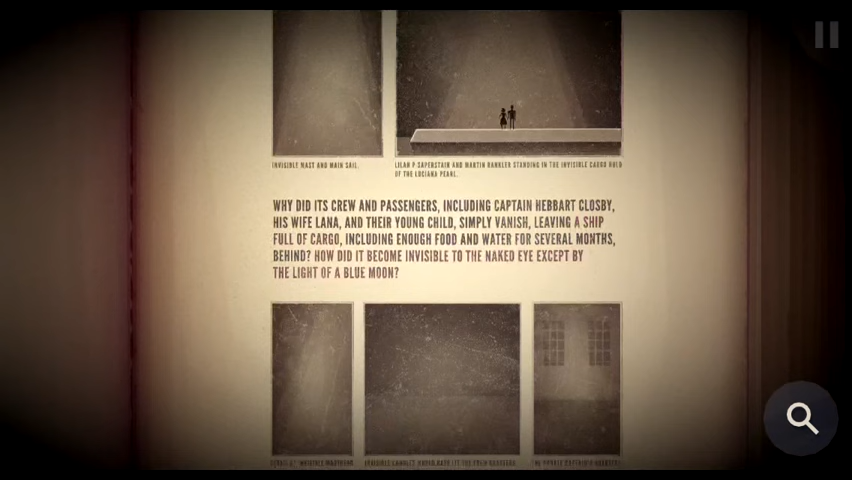 INVISIBLE MAST AND MAIN SAIL.
LILAH P SAPERSTAIN AND MARTIN RANKLER STANDING IN THE INVISIBLE CARGO HOLD
OF THE LUCIANA PEARL.
WHY DID ITS CREW AND PASSENGERS, INCLUDING CAPTAIN HEBBART CLOSBY,
HIS WIFE LANA, AND THEIR YOUNG CHILD, SIMPLY VANISH, LEAVING A SHIP
FULL OF CARGO, INCLUDING ENOUGH FOOD AND WATER FOR SEVERAL MONTHS,
BEHIND? HOW DID IT BECOME INVISIBLE TO THE NAKED EYE EXCEPT BY
THE LIGHT OF A BLUE MOON?